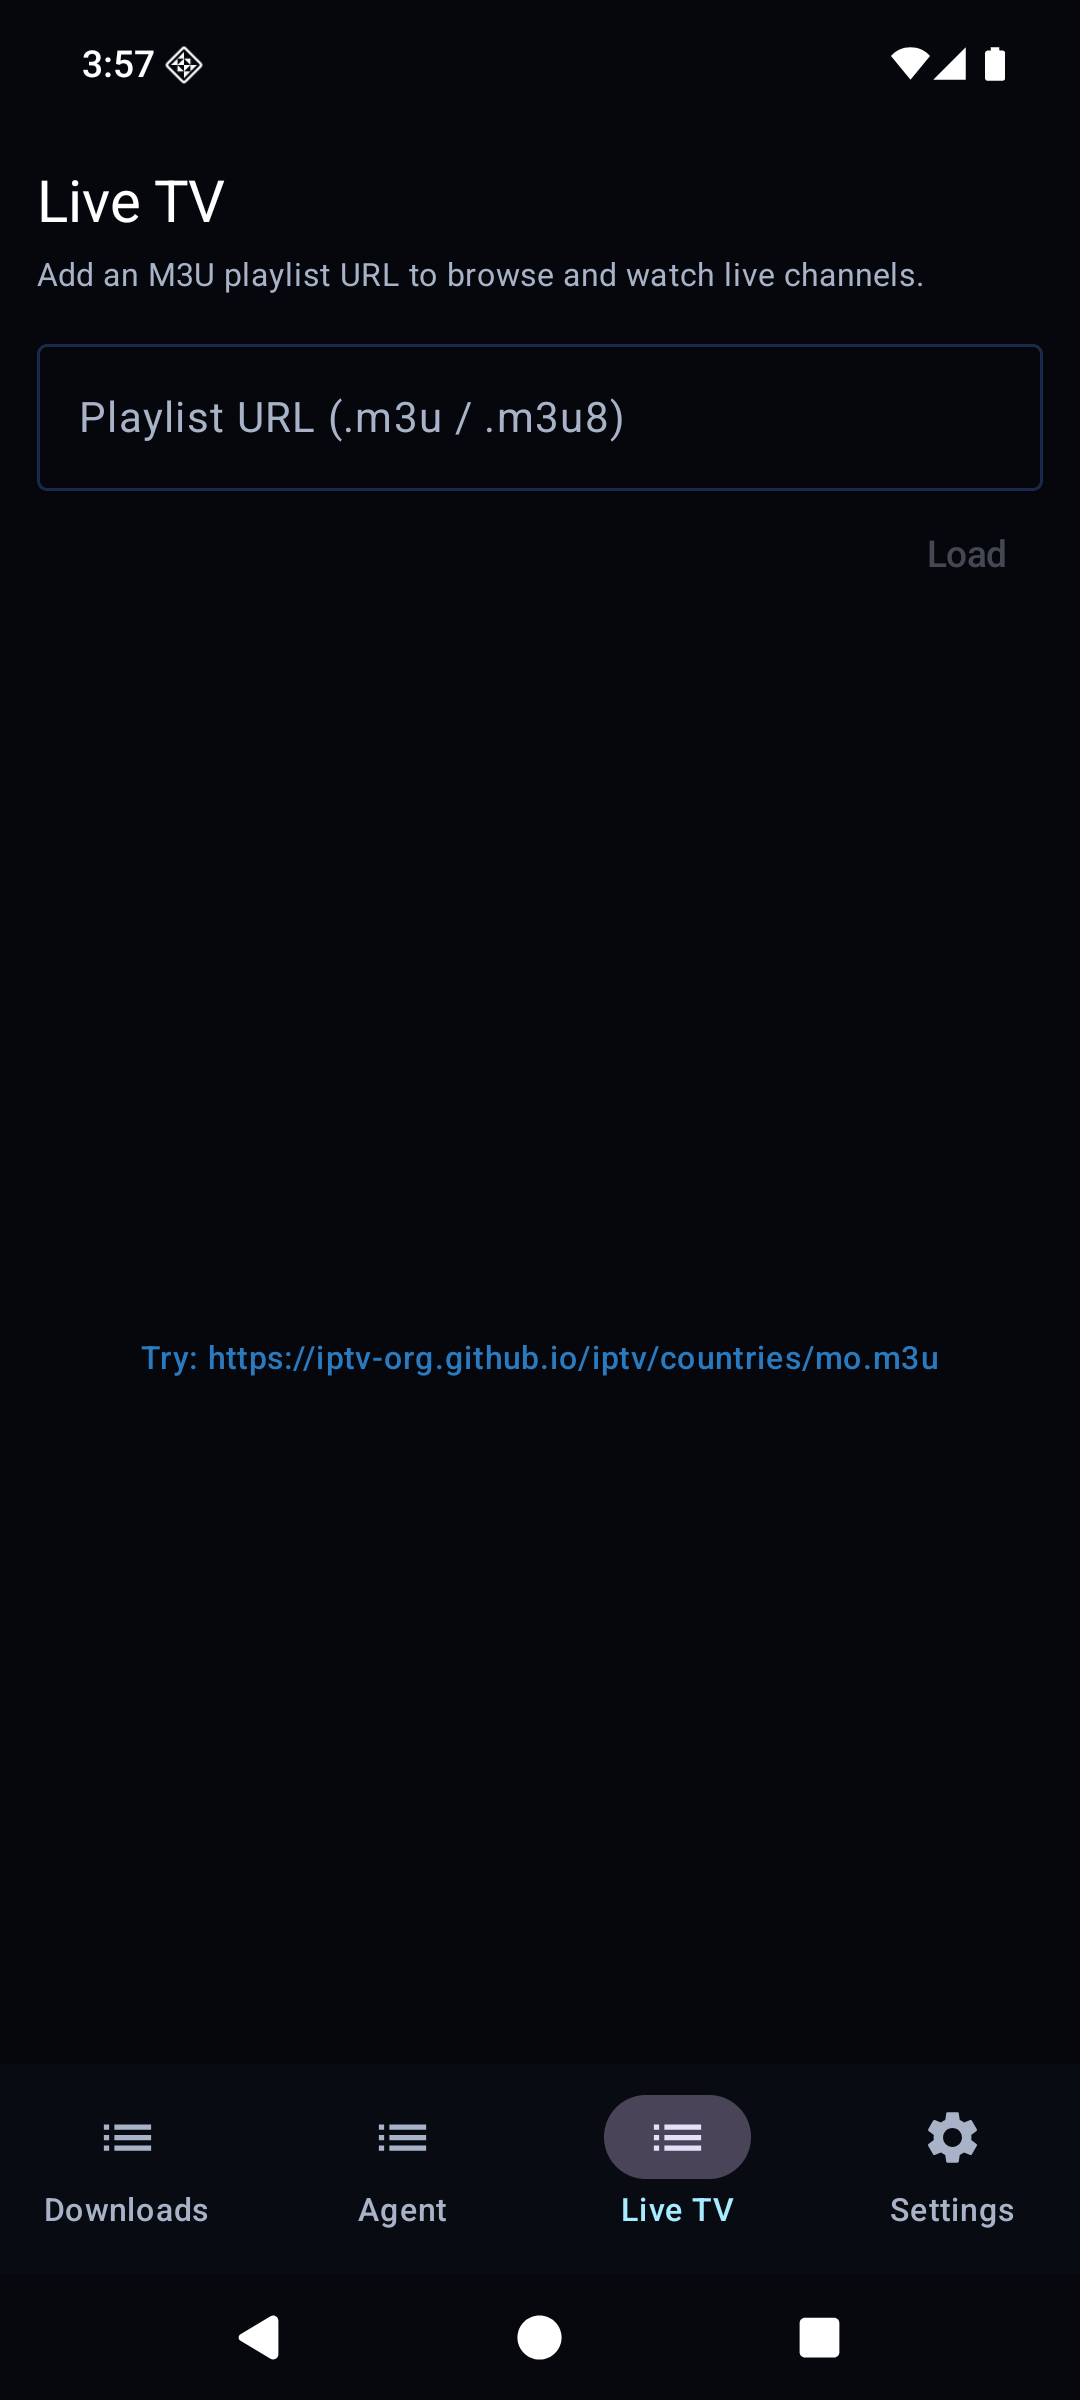 3:57
Live TV
Add an M3U playlist URL to browse and watch live channels.
Playlist URL (.m3u / .m3u8)
Load
Try: https://iptv-org.github.io/iptv/countries/mo.m3u
Downloads
Agent
Live TV
Settings